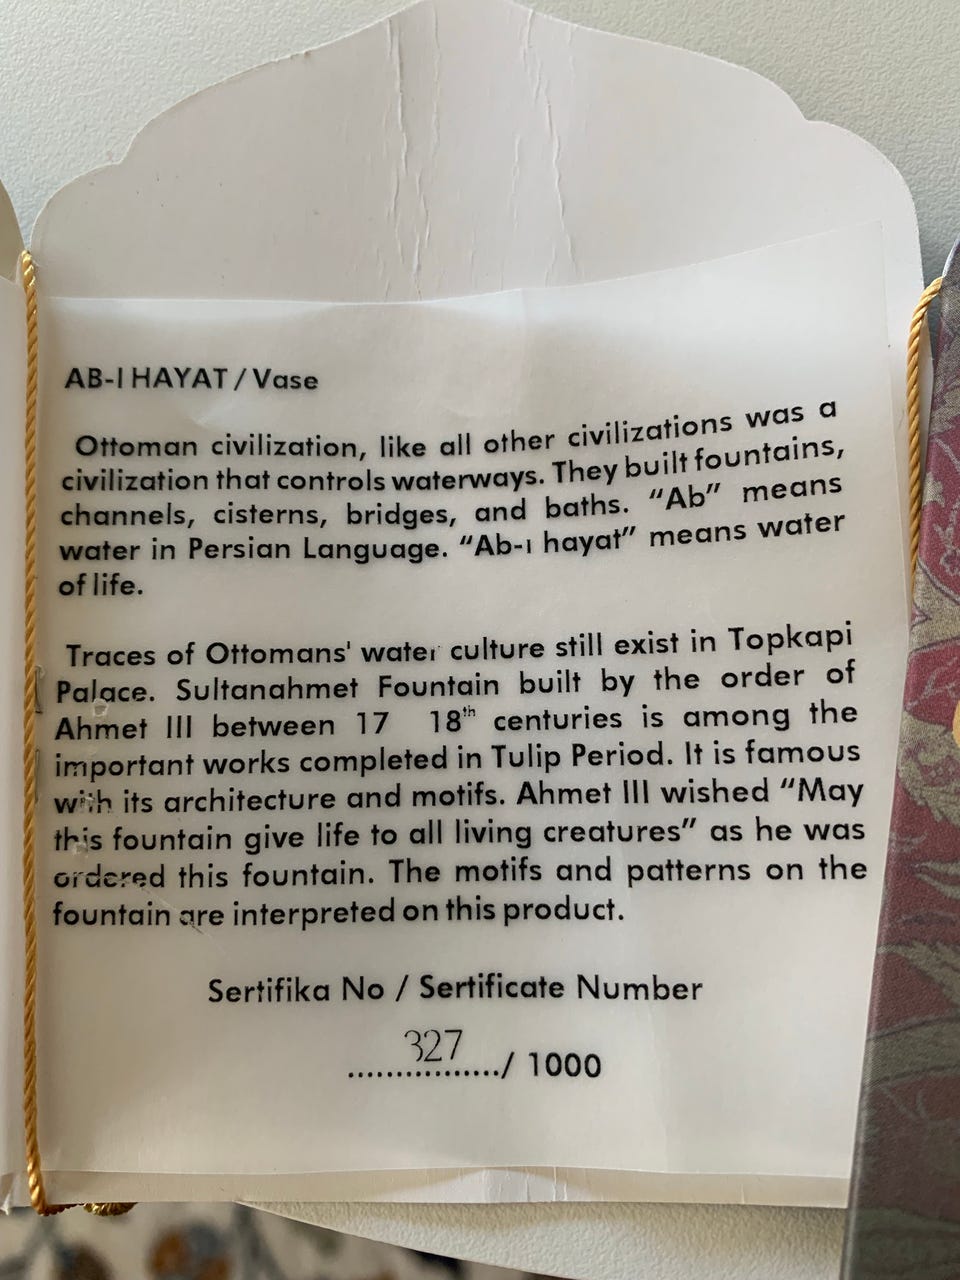 AB-I HAYAT / Vase
Ottoman civilization, like all other civilizations was a
civilization that controls waterways. They built fountains,
channels, cisterns, bridges, and baths. “Ab” means
water in Persian Language. “Ab-ı hayat” means water
of life.
Traces of Ottomans' water culture still exist in Topkapi
Palace. Sultanahmet Fountain built by the order of
Ahmet III between 17 18th centuries is among the
important works completed in Tulip Period. It is famous
with its architecture and motifs. Ahmet III wished “May
this fountain give life to all living creatures” as he was
ordered this fountain. The motifs and patterns on the
fountain are interpreted on this product.
Sertifika No / Sertificate Number
327
................/ 1000